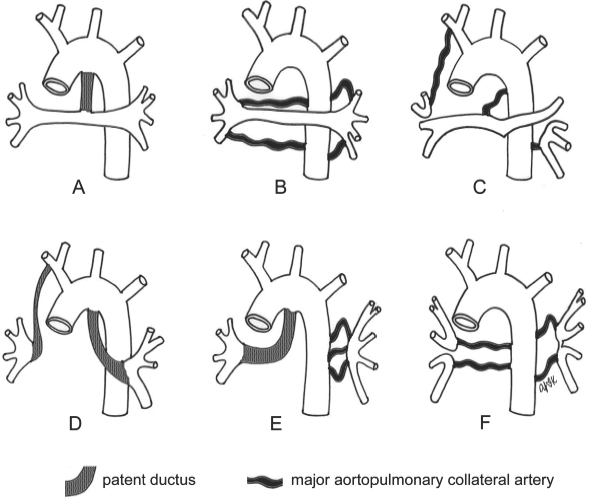 A B C
D E F
patent ductus major aortopulmonary collateral artery